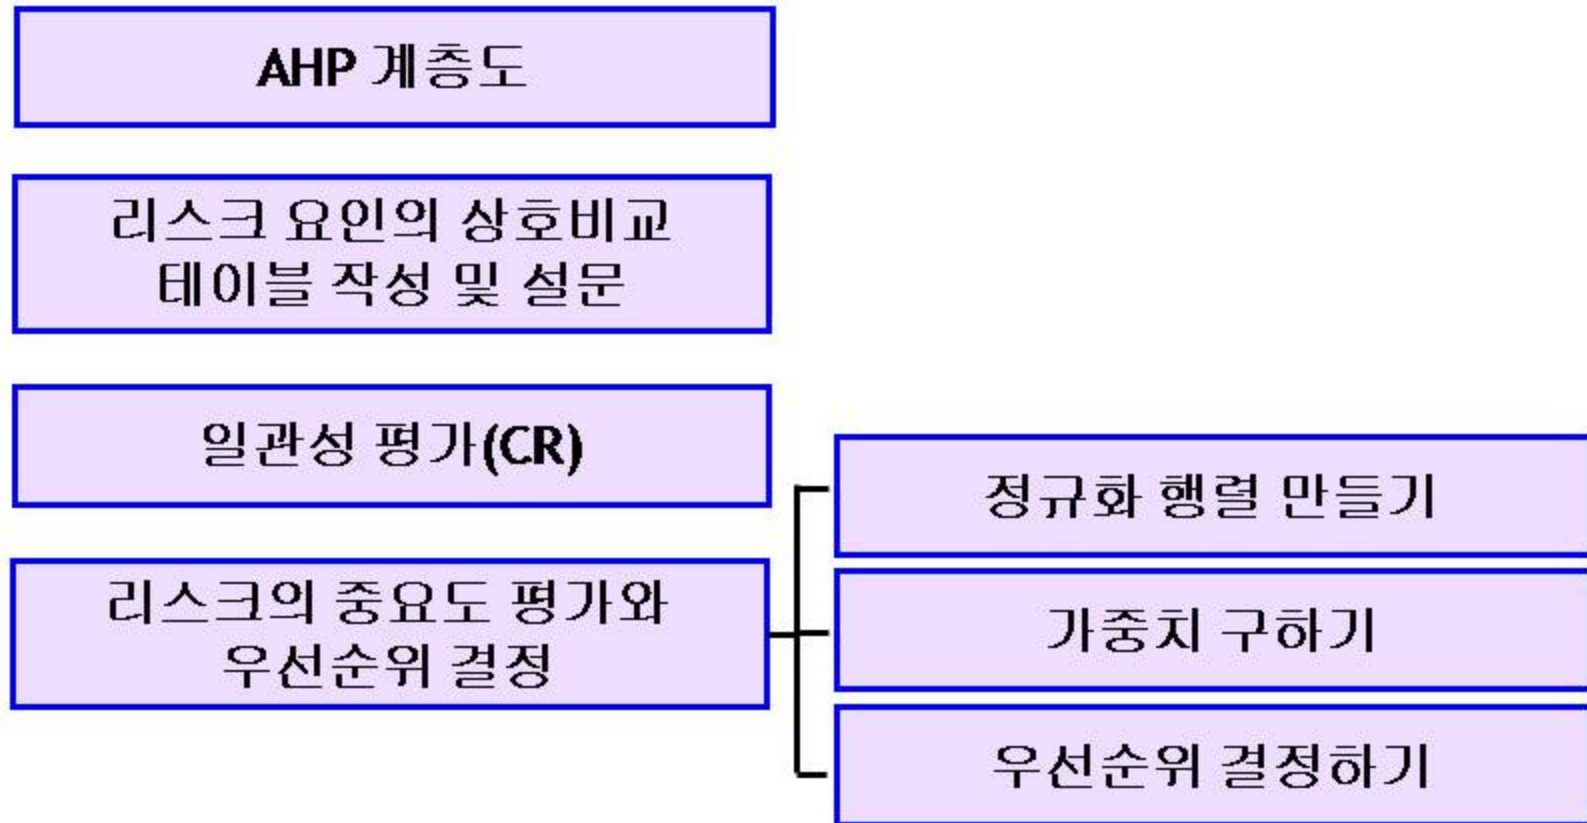 AHP 계층도
리스크 요인의 상호비교
테이블 작성 및 설문
일관성 평가(CR)
리스크의 중요도 평가와
우선순위 결정
정규화 행렬 만들기
가중치 구하기
우선순위 결정하기